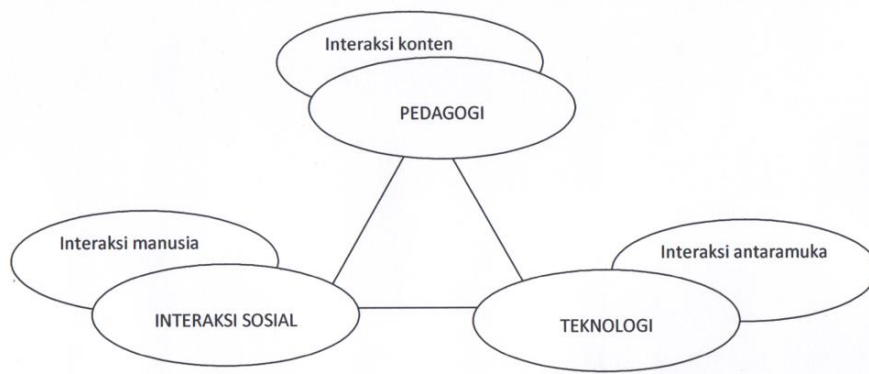 Interaksi konten
PEDAGOGI
Interaksi manusia
INTERAKSI SOSIAL
Interaksi antaramuka
TEKNOLOGI